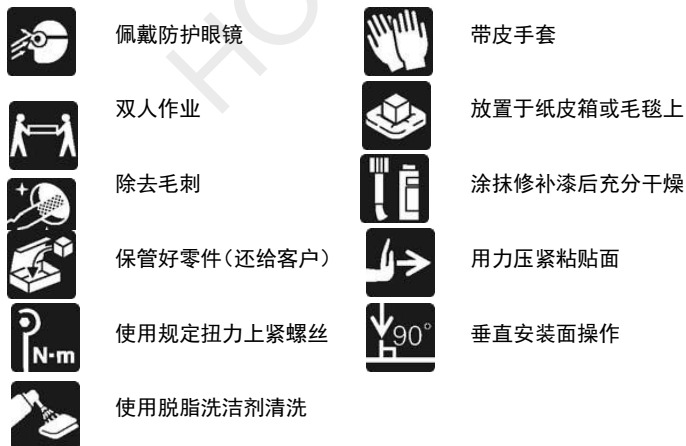 HO
佩戴防护眼镜
带皮手套
双人作业
放置于纸皮箱或毛毯上
除去毛刺
涂抹修补漆后充分干燥
保管好零件(还给客户)
用力压紧粘贴面
N·m
使用规定扭力上紧螺丝
90°
垂直安装面操作
使用脱脂洗洁剂清洗